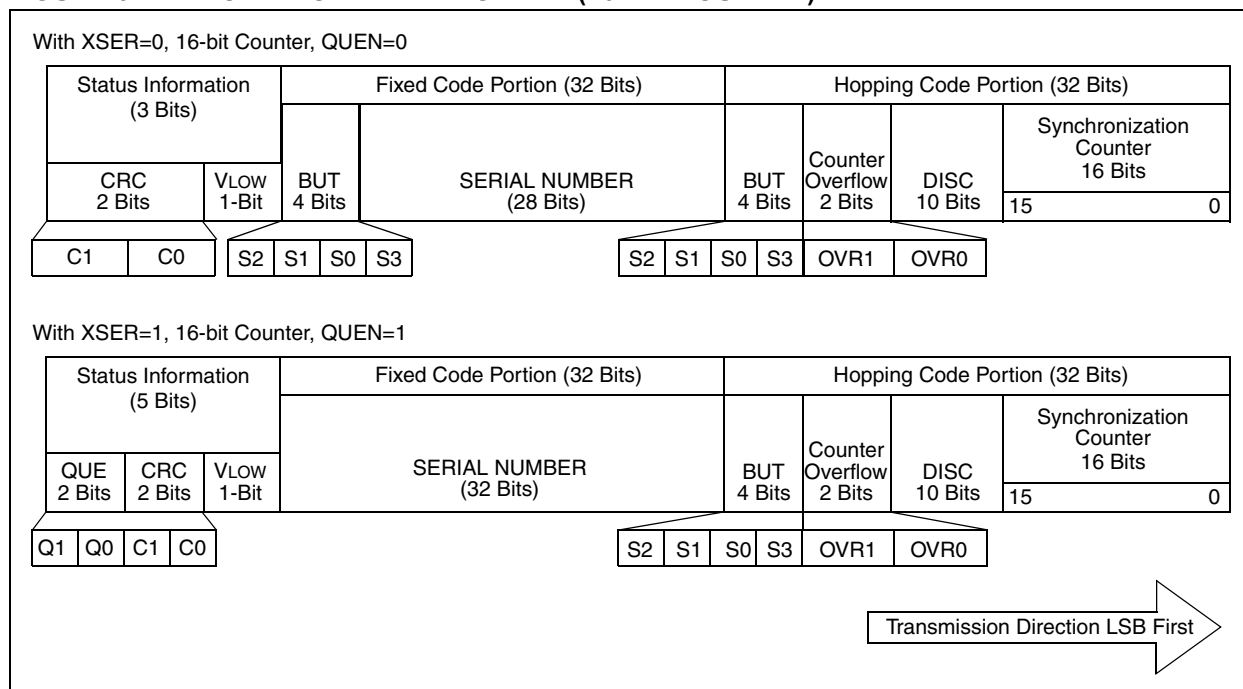 With XSER=0, 16-bit Counter, QUEN=0
Status Information
(3 Bits)
Fixed Code Portion (32 Bits)
Hopping Code Portion (32 Bits)
CRC
2 Bits
VLOW
1-Bit
BUT
4 Bits
SERIAL NUMBER
(28 Bits)
BUT
4 Bits
Counter
Overflow
2 Bits
DISC
10 Bits
Synchronization
Counter
16 Bits
15 0
C1 C0 S2 S1 S0 S3 S2 S1 S0 S3 OVR1 OVR0
With XSER=1, 16-bit Counter, QUEN=1
Status Information
(5 Bits)
Fixed Code Portion (32 Bits)
Hopping Code Portion (32 Bits)
QUE
2 Bits
CRC
2 Bits
VLOW
1-Bit
SERIAL NUMBER
(32 Bits)
BUT
4 Bits
Counter
Overflow
2 Bits
DISC
10 Bits
Synchronization
Counter
16 Bits
15 0
Q1 Q0 C1 C0 S2 S1 S0 S3 OVR1 OVR0
Transmission Direction LSB First